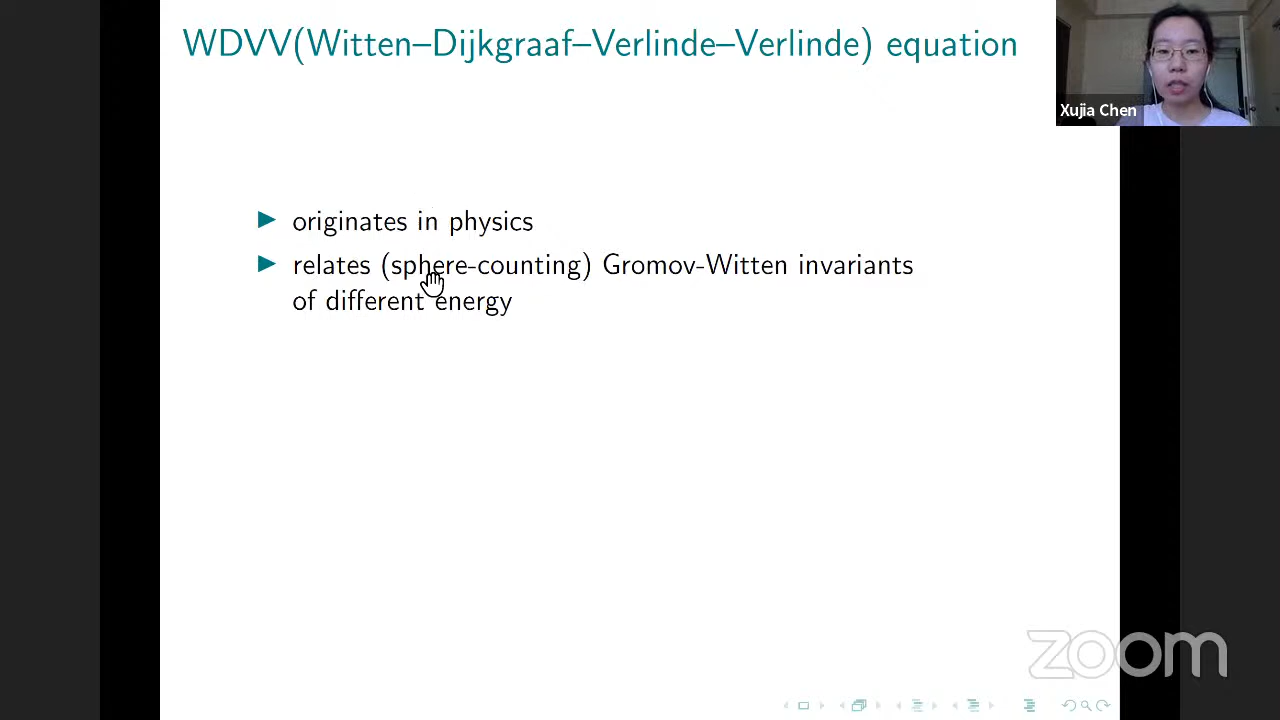 WDVV(Witten–Dijkgraaf–Verlinde–Verlinde) equation
Xujia Chen
originates in physics
relates (sphere-counting) Gromov-Witten invariants
of different energy
zoom